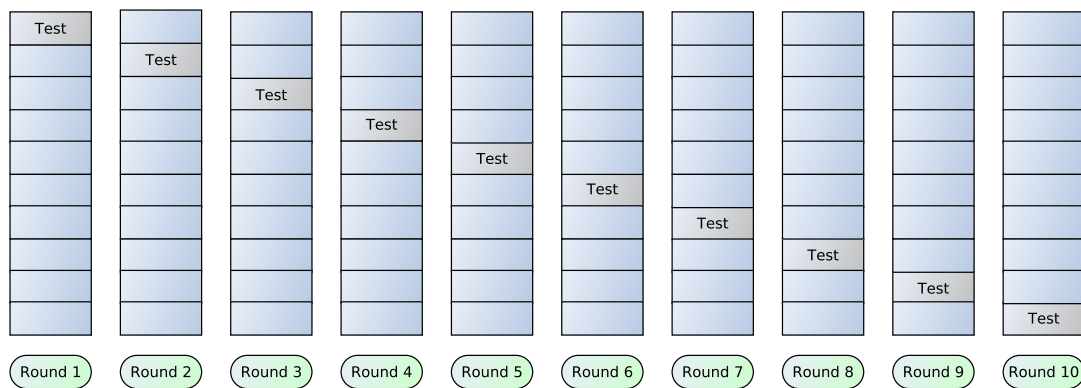 Test
Test
Test
Test
Test
Test
Test
Test
Test
Test
Round 1
Round 2
Round 3
Round 4
Round 5
Round 6
Round 7
Round 8
Round 9
Round 10